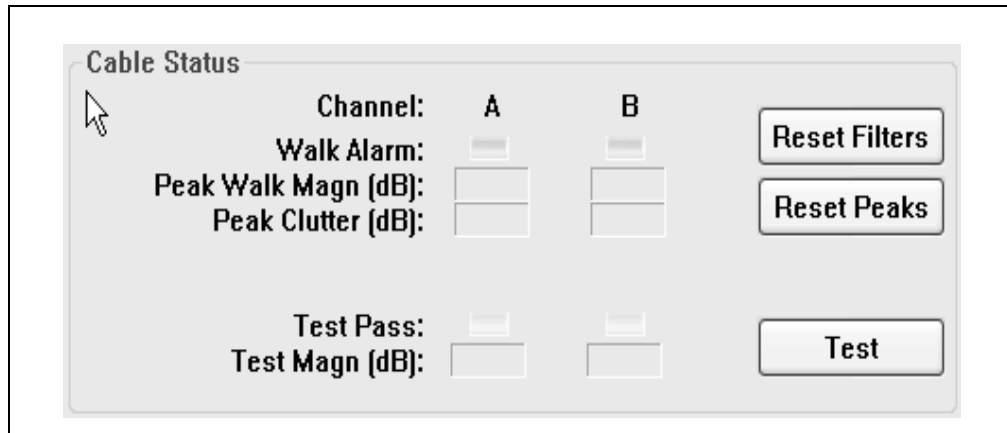 Cable Status
Channel: A B
Walk Alarm:
Reset Filters
Peak Walk Magn (dB):
Peak Clutter (dB):
Reset Peaks
Test Pass:
Test Magn (dB):
Test